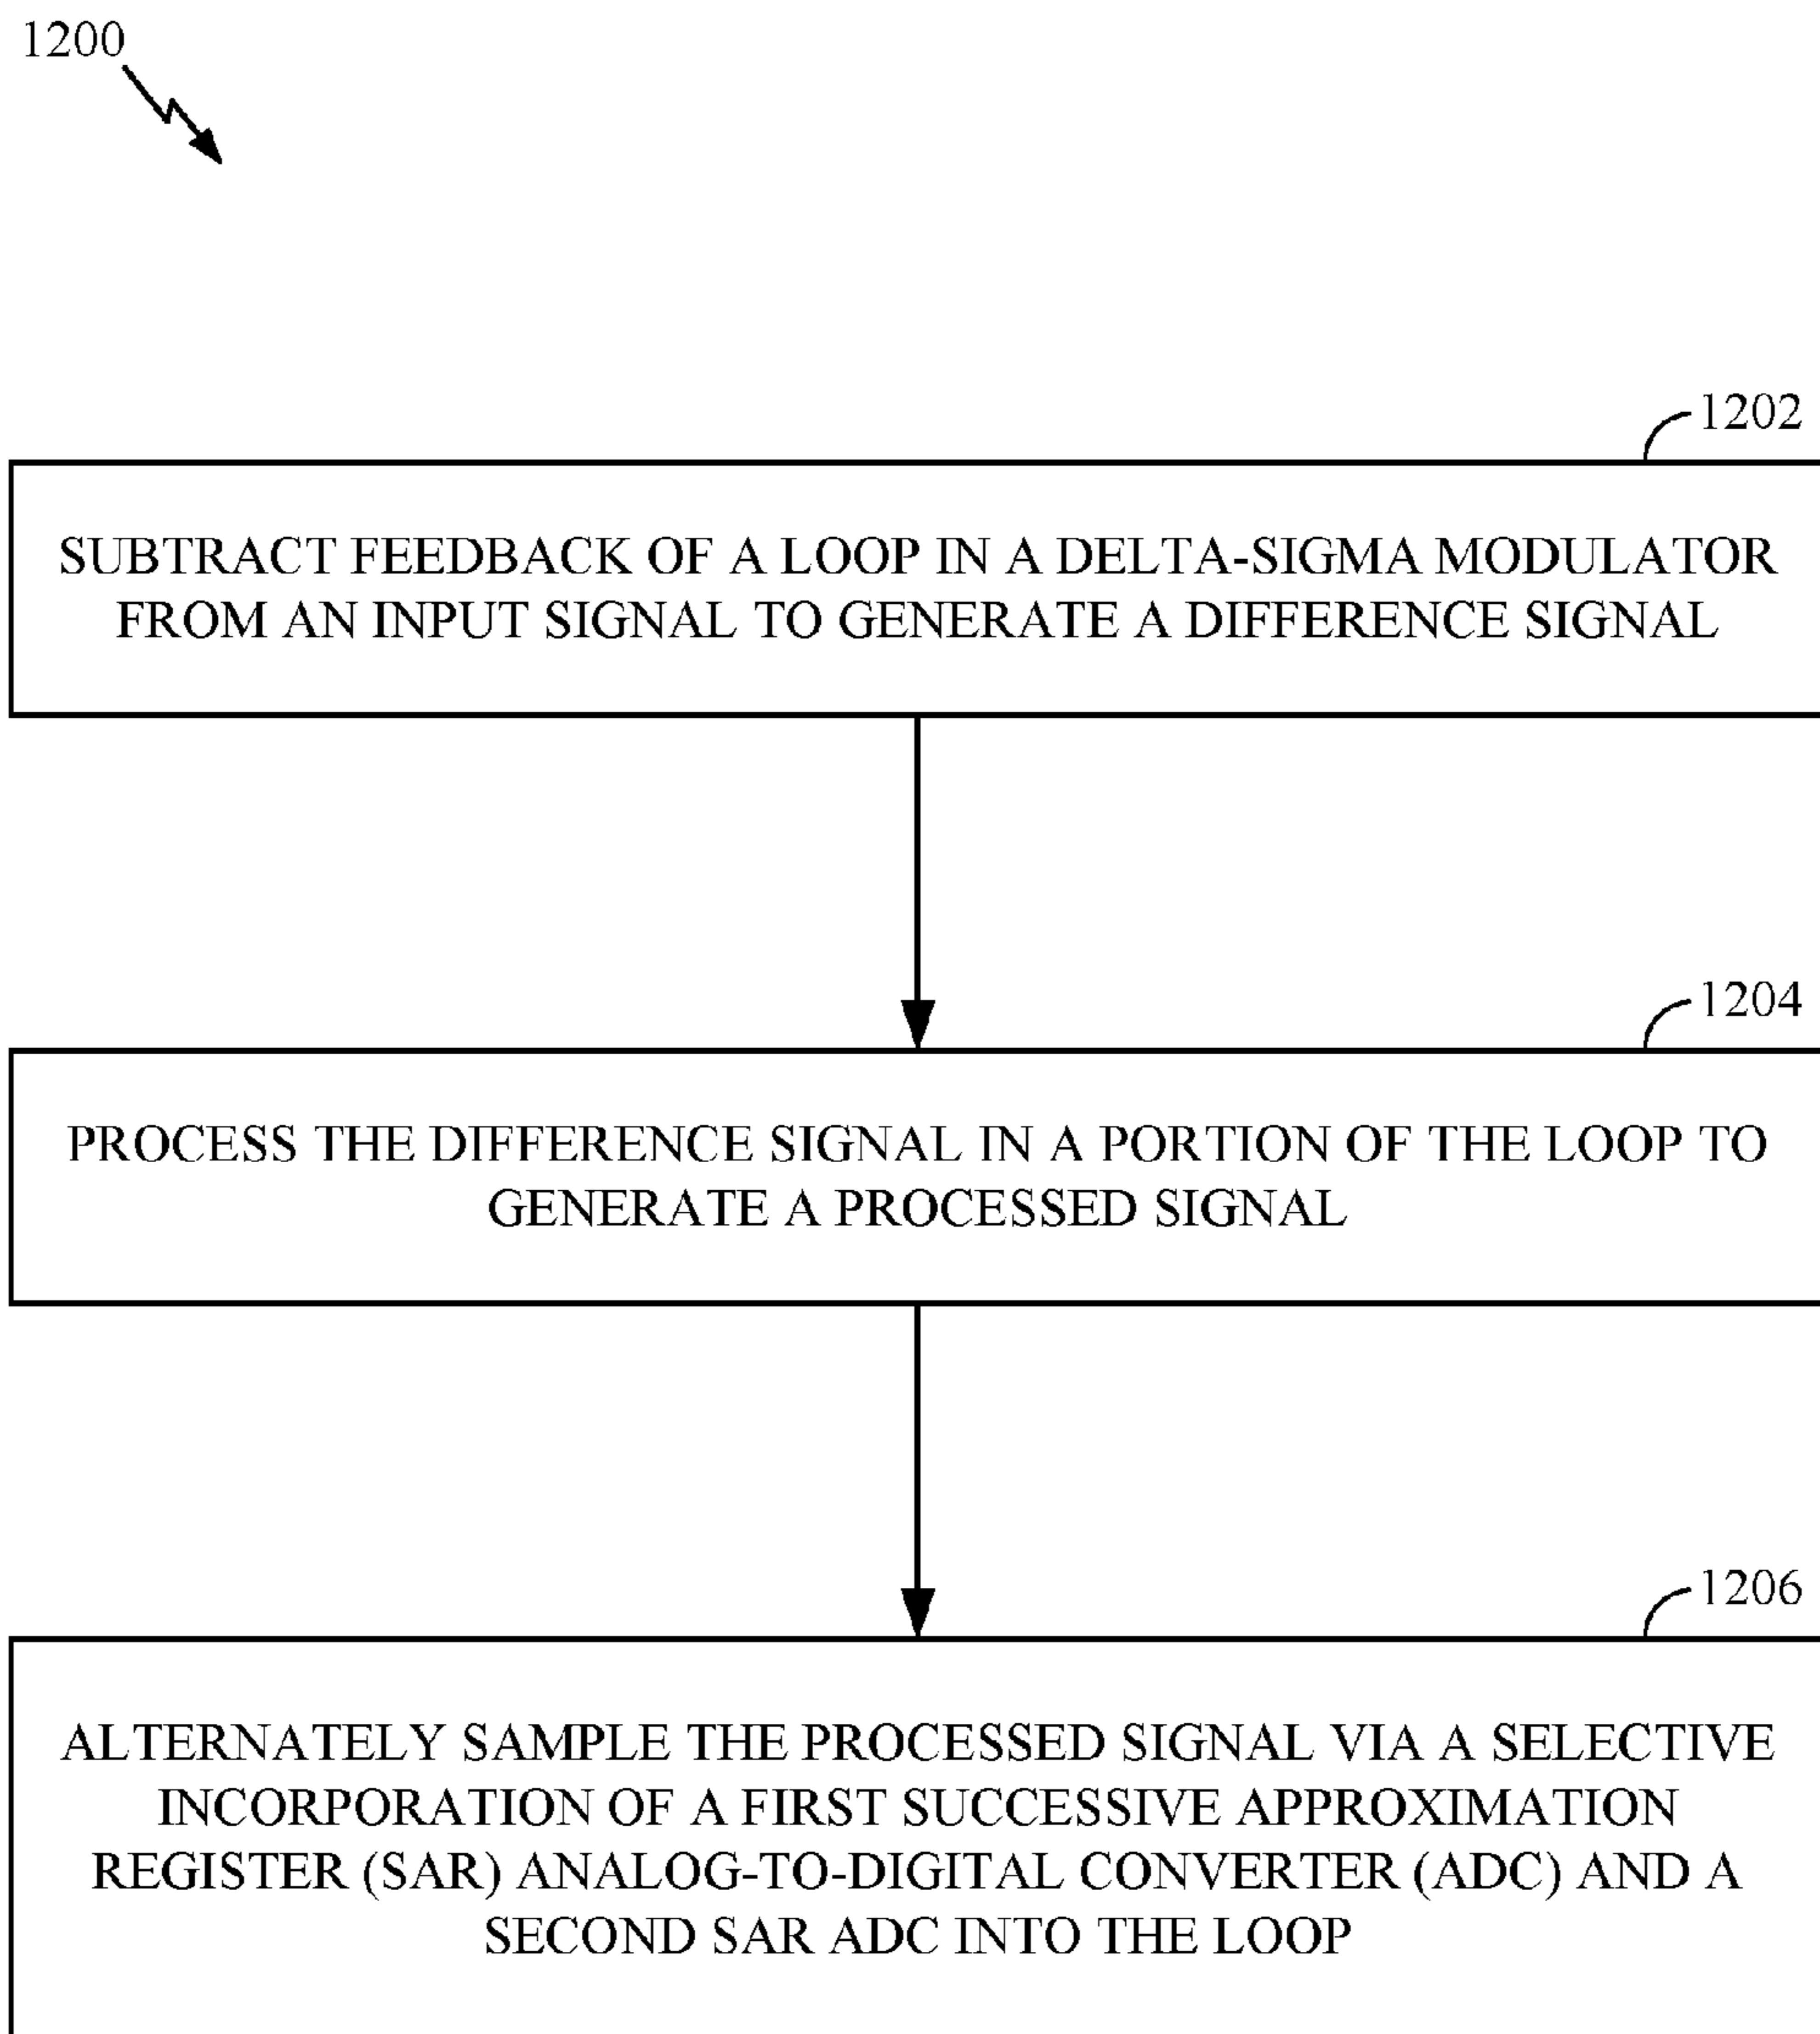 1200
1202
SUBTRACT FEEDBACK OF A LOOP IN A DELTA-SIGMA MODULATOR
FROM AN INPUT SIGNAL TO GENERATE A DIFFERENCE SIGNAL
1204
PROCESS THE DIFFERENCE SIGNAL IN A PORTION OF THE LOOP TO
GENERATE A PROCESSED SIGNAL
1206
ALTERNATELY SAMPLE THE PROCESSED SIGNAL VIA A SELECTIVE
INCORPORATION OF A FIRST SUCCESSIVE APPROXIMATION
REGISTER (SAR) ANALOG-TO-DIGITAL CONVERTER (ADC) AND A
SECOND SAR ADC INTO THE LOOP